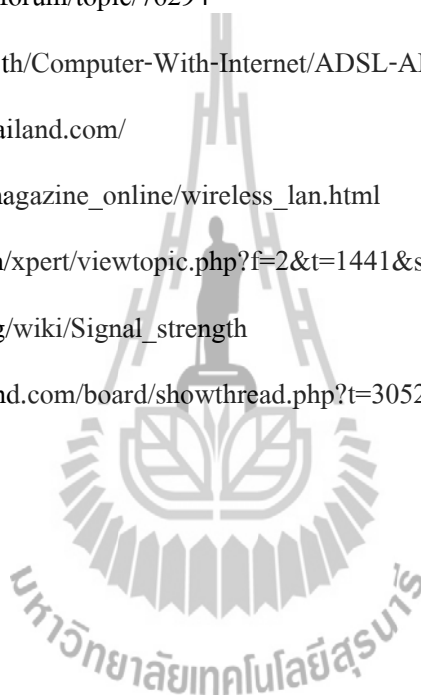 forum/topic/76294
th/Computer-With-Internet/ADSL-A
ailand.com/
nagazine_online/wireless_lan.html
/xpert/viewtopic.php?f=2&t=1441&s
g/wiki/Signal_strength
nd.com/board/showthread.php?t=3052
มหาวิทยาลัยเทคโนโลยีสุรนารี